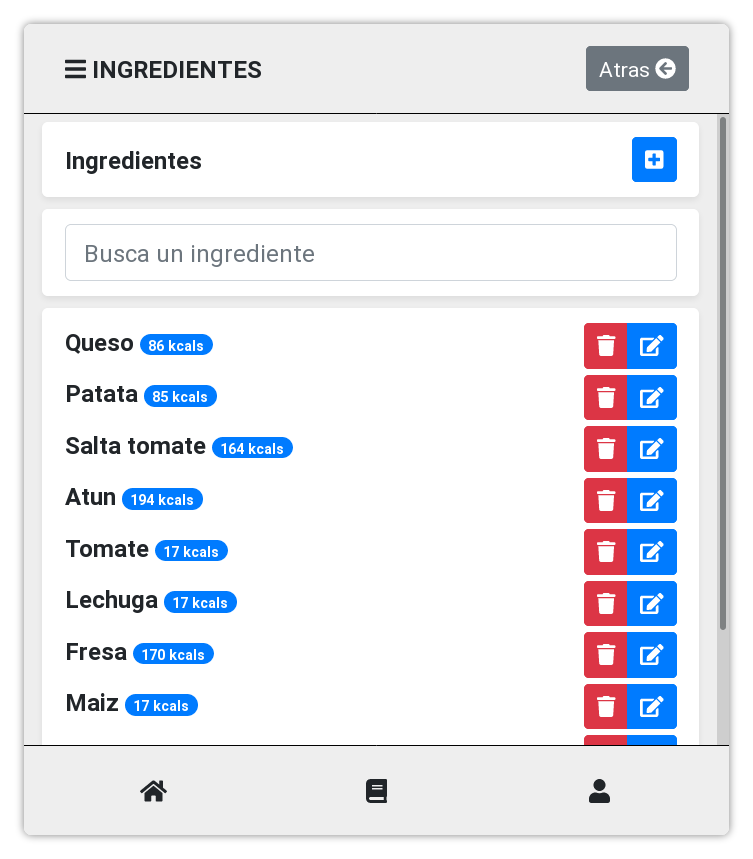 INGREDIENTES
Atras
Ingredientes
Busca un ingrediente
Queso 86 kcals
Patata 85 kcals
Salta tomate 164 kcals
Atun 194 kcals
Tomate 17 kcals
Lechuga 17 kcals
Fresa 170 kcals
Maiz 17 kcals